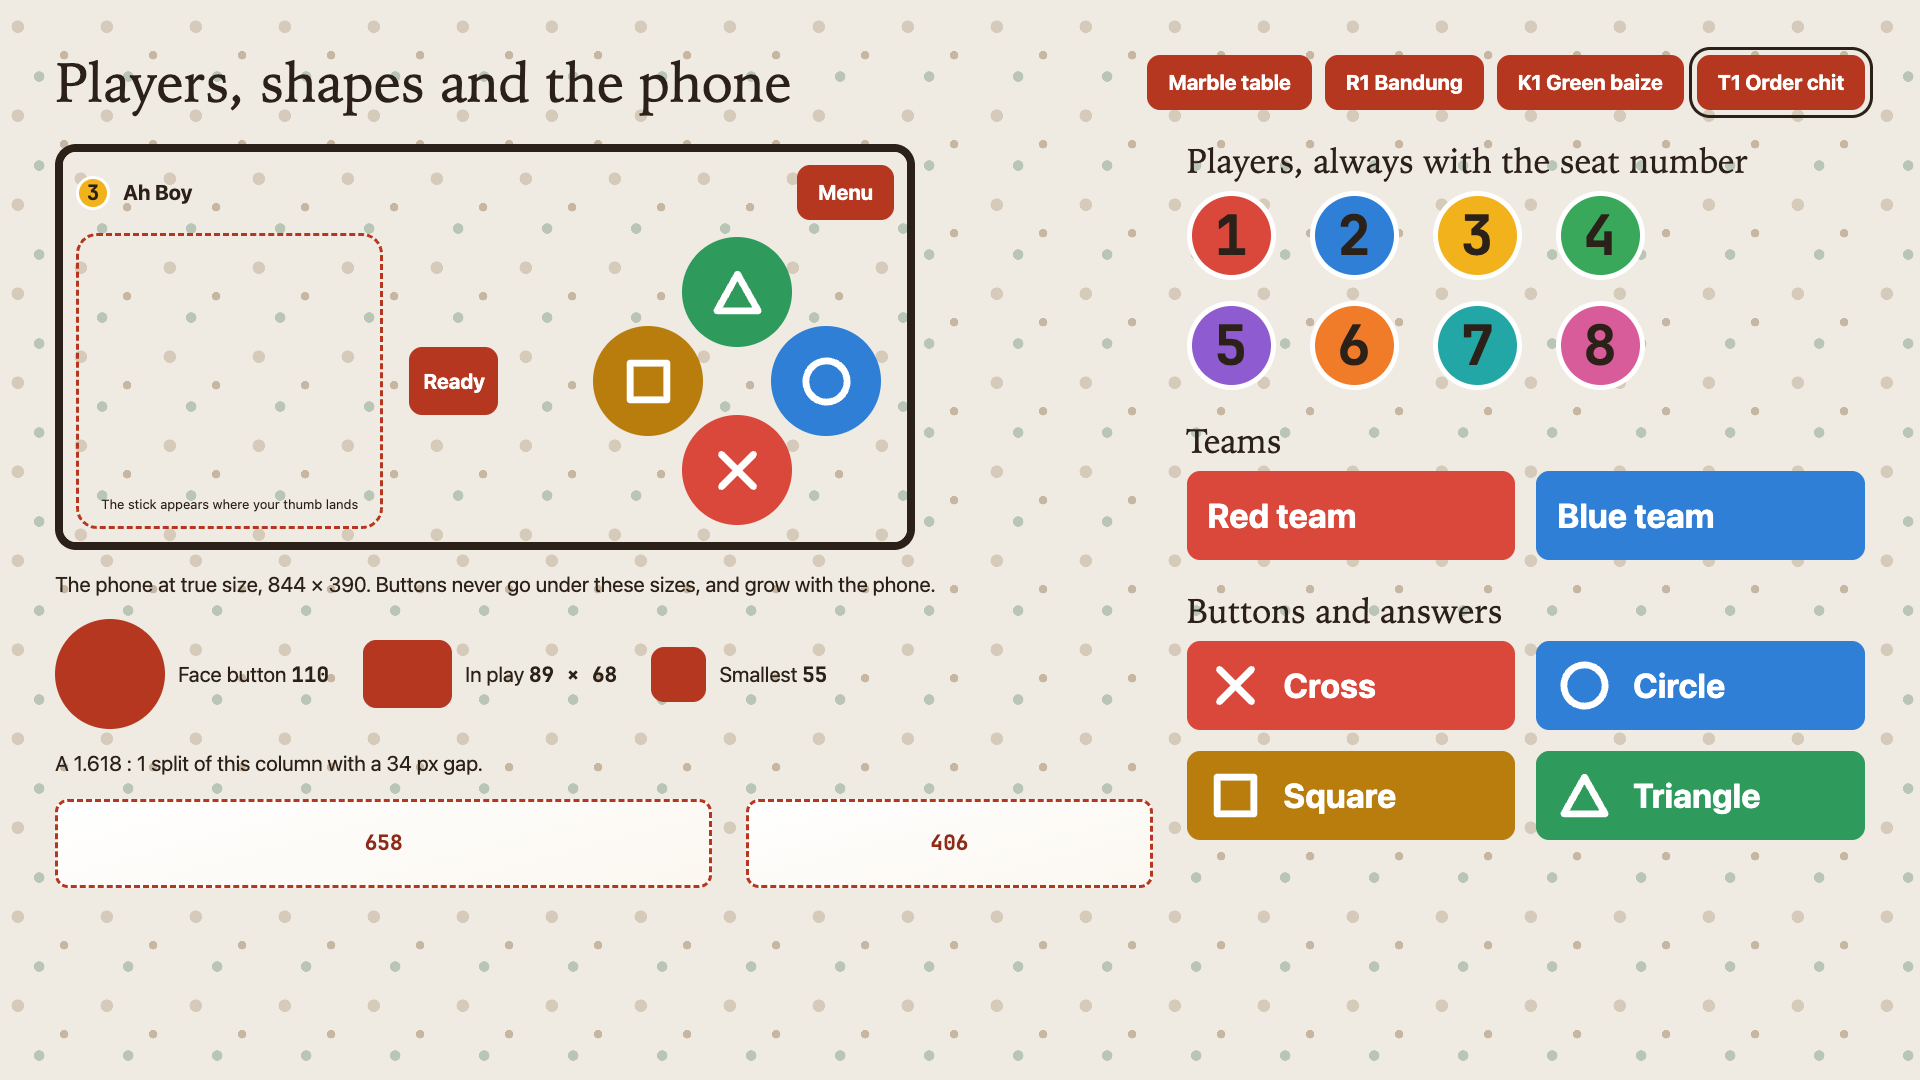 Players, shapes and the phone
Marble table
R1 Bandung
K1 Green baize
T1 Order chit
3 Ah Boy
Menu
Ready
The stick appears where your thumb lands
The phone at true size, 844 × 390. Buttons never go under these sizes, and grow with the phone.
Face button 110
In play 89 × 68
Smallest 55
A 1.618 : 1 split of this column with a 34 px gap.
658
406
Players, always with the seat number
1 2 3 4
5 6 7 8
Teams
Red team
Blue team
Buttons and answers
Cross
Circle
Square
Triangle